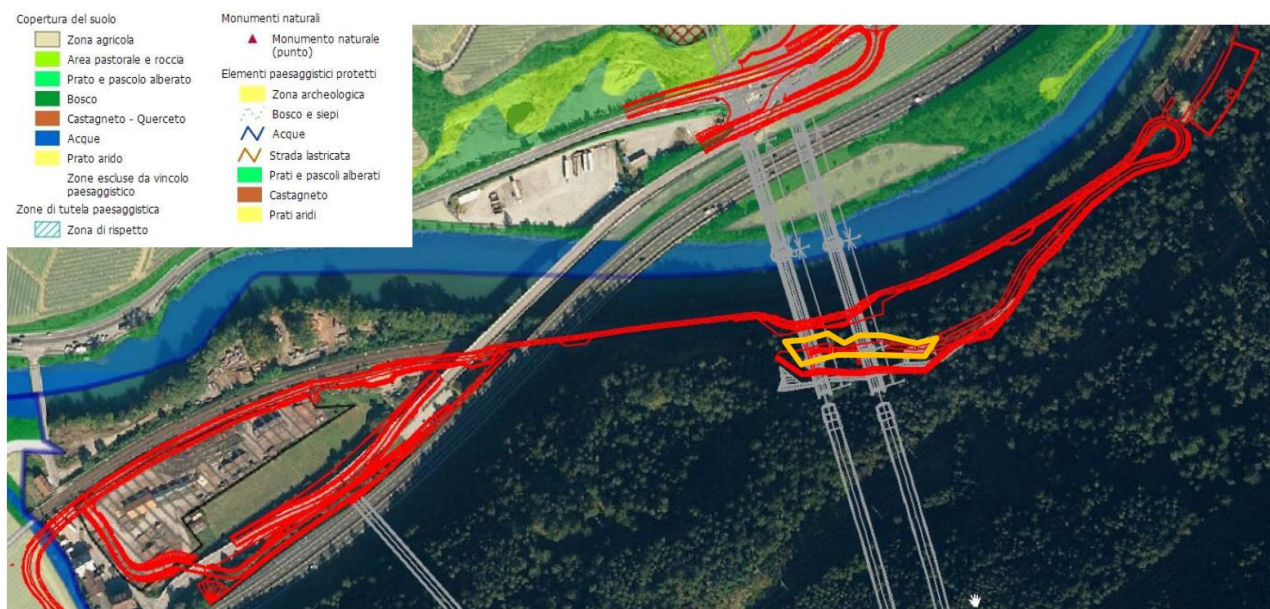 Copertura del suolo
Zona agricola
Area pastorale e roccia
Prato e pascolo alberato
Bosco
Castagneto - Querceto
Acque
Prato arido
Zone escluse da vincolo
paesaggistico
Zone di tutela paesaggistica
Zona di rispetto
Monumenti naturali
Monumento naturale
(punto)
Elementi paesaggistici protetti
Zona archeologica
Bosco e siepi
Acque
Strada lastricata
Prati e pascoli alberati
Castagneto
Prati aridi